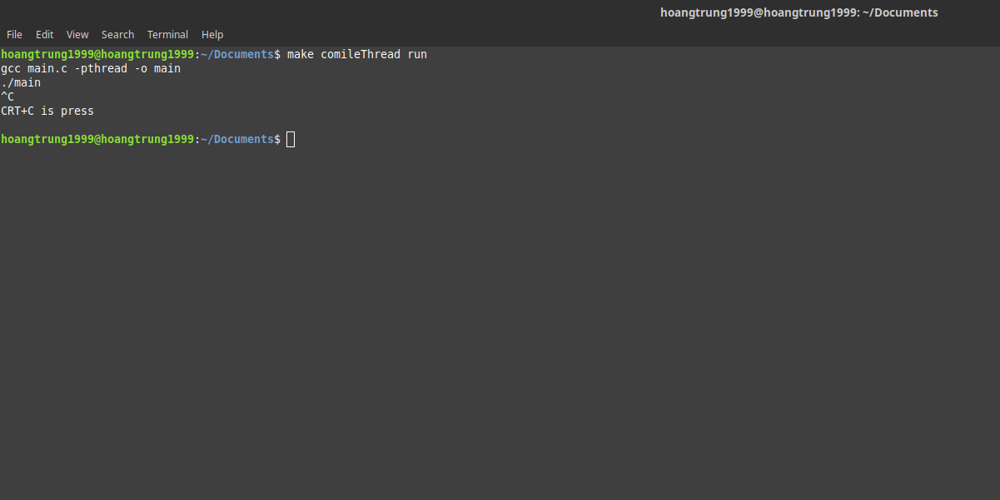 hoangtrung1999@hoangtrung1999: ~/Documents
File Edit View Search Terminal Help
hoangtrung1999@hoangtrung1999:~/Documents$ make comileThread run
gcc main.c -pthread -o main
./main
^C
CRT+C is press
hoangtrung1999@hoangtrung1999:~/Documents$